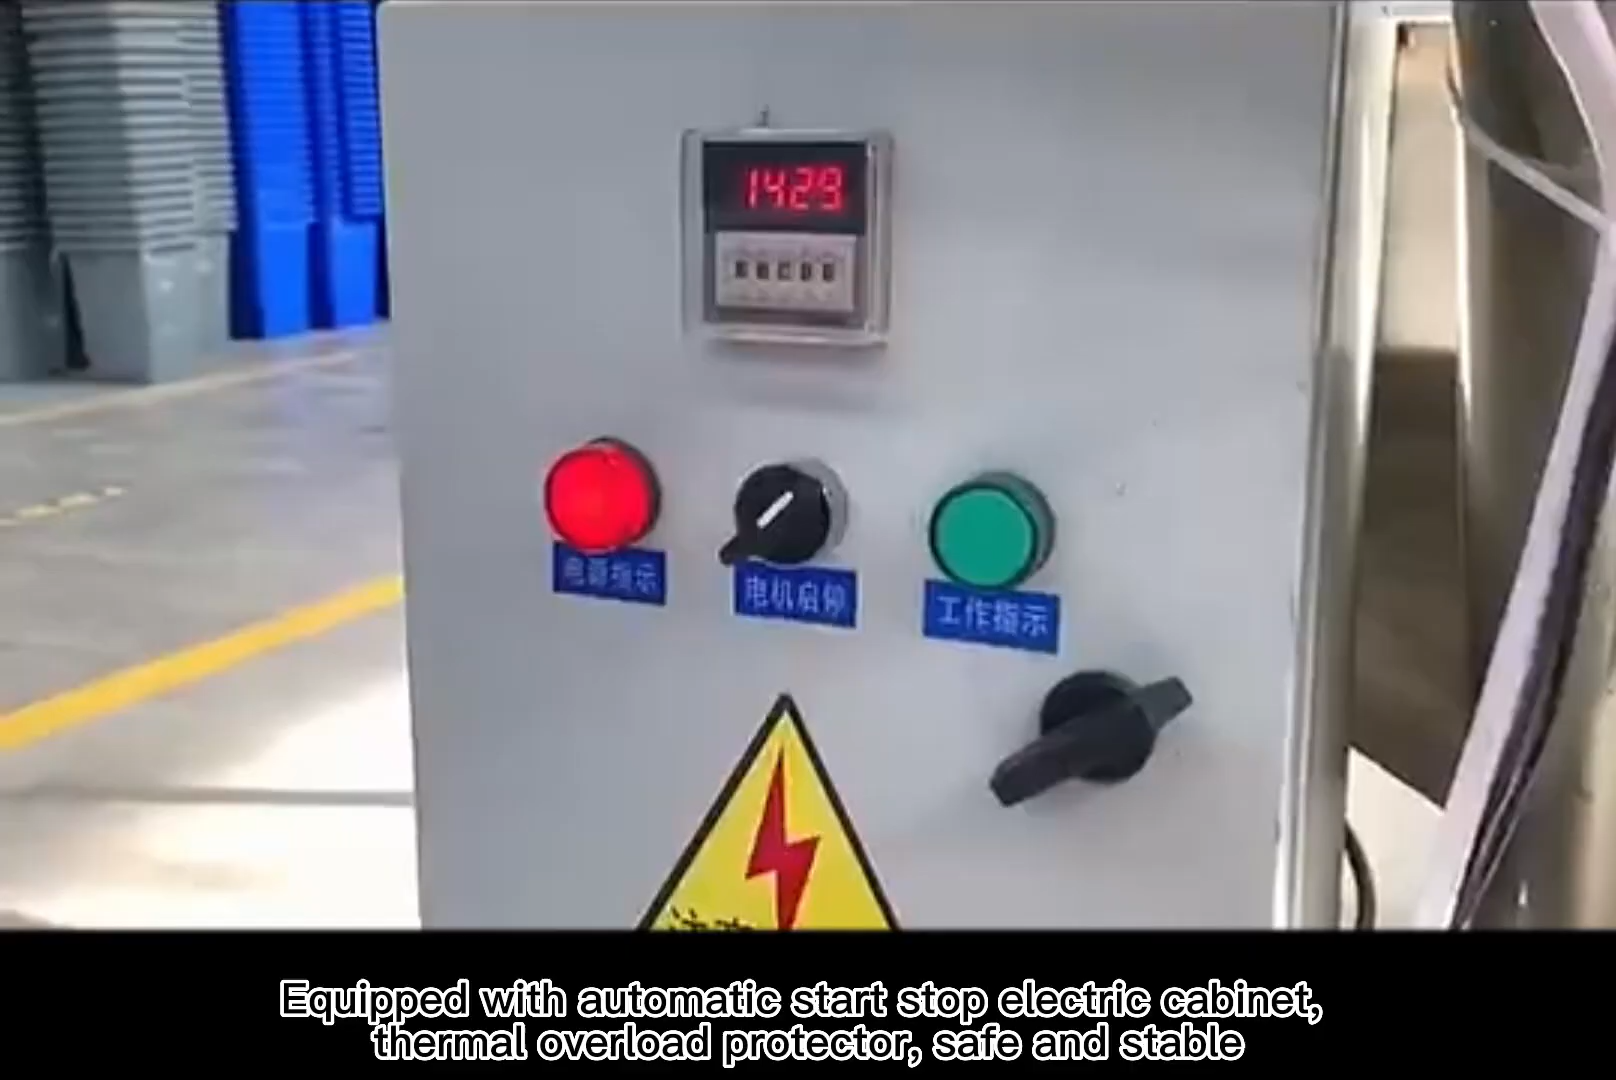 1429
电源指示
电机启停
工作指示
Equipped with automatic start stop electric cabinet,
thermal overload protector, safe and stable